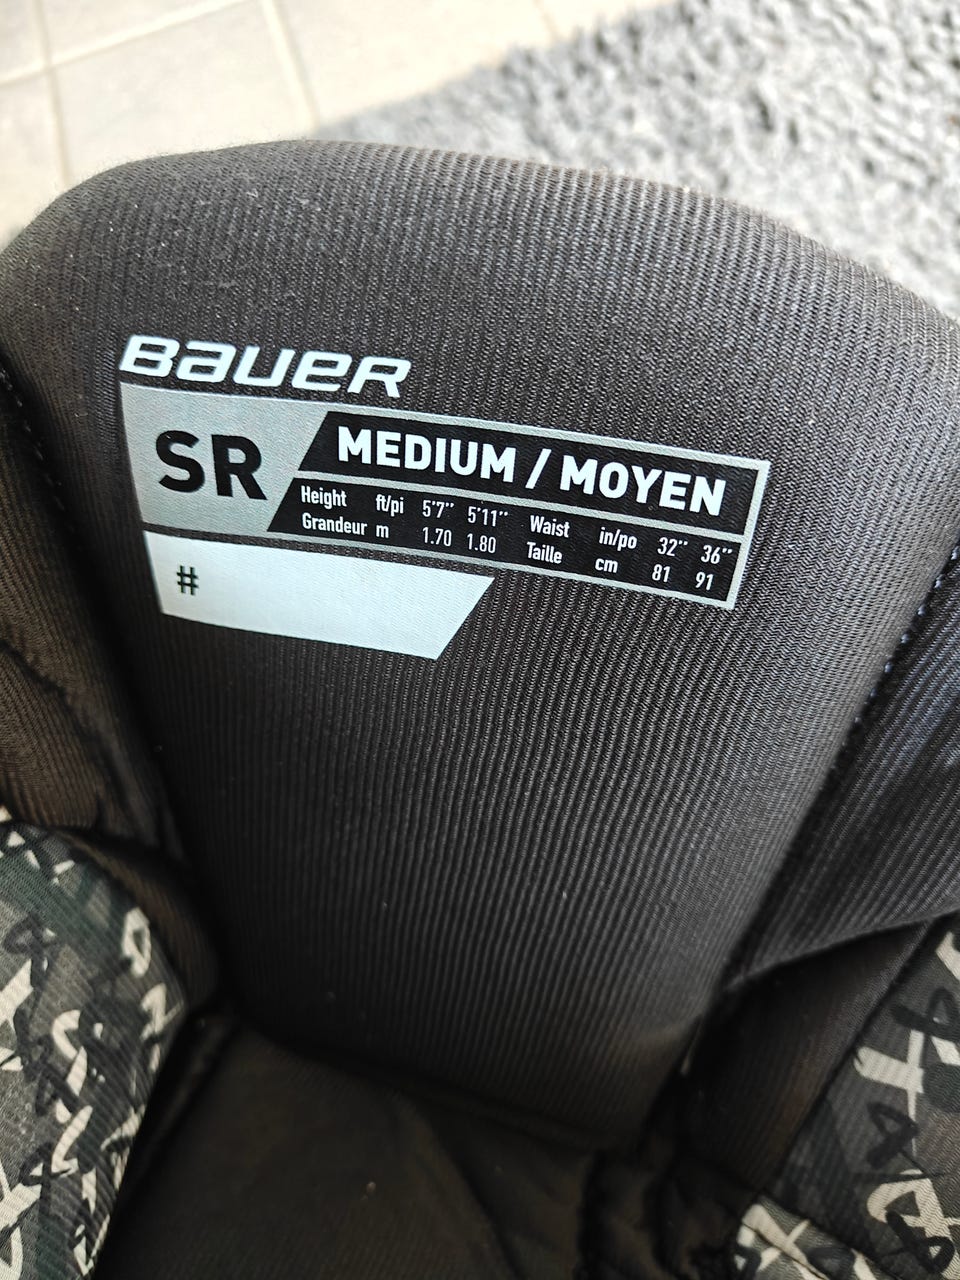 BAUER
SR
MEDIUM / MOYEN
Height ft/pi 5'7" 5'11" Waist in/po 32" 36"
Grandeur m 1.70 1.80 Taille cm 81 91
#